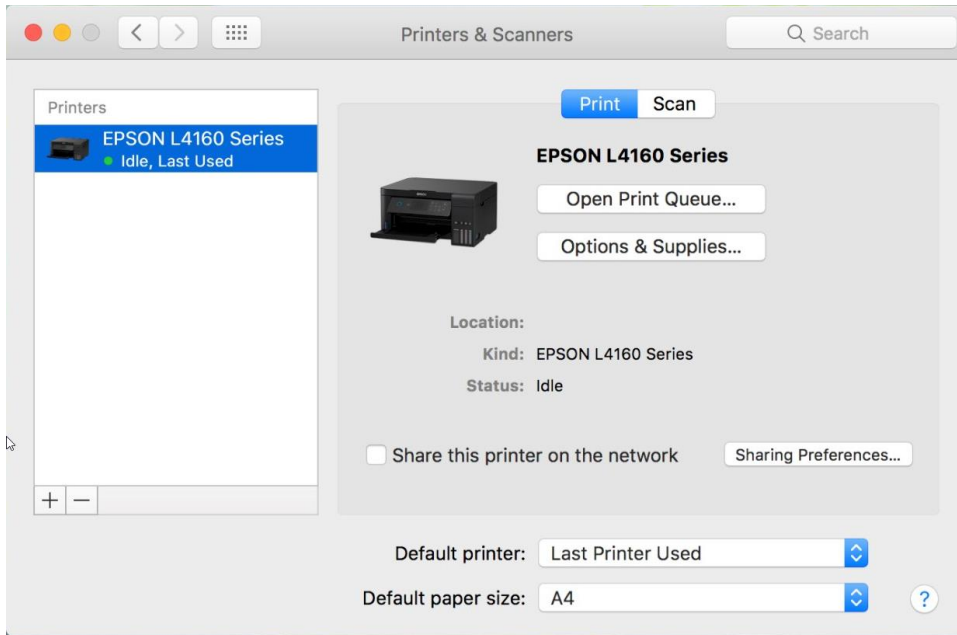 Printers & Scanners
Search
Printers
EPSON L4160 Series
Idle, Last Used
Print
Scan
EPSON L4160 Series
Open Print Queue...
Options & Supplies...
Location:
Kind: EPSON L4160 Series
Status: Idle
Share this printer on the network
Sharing Preferences...
Default printer: Last Printer Used
Default paper size: A4
?